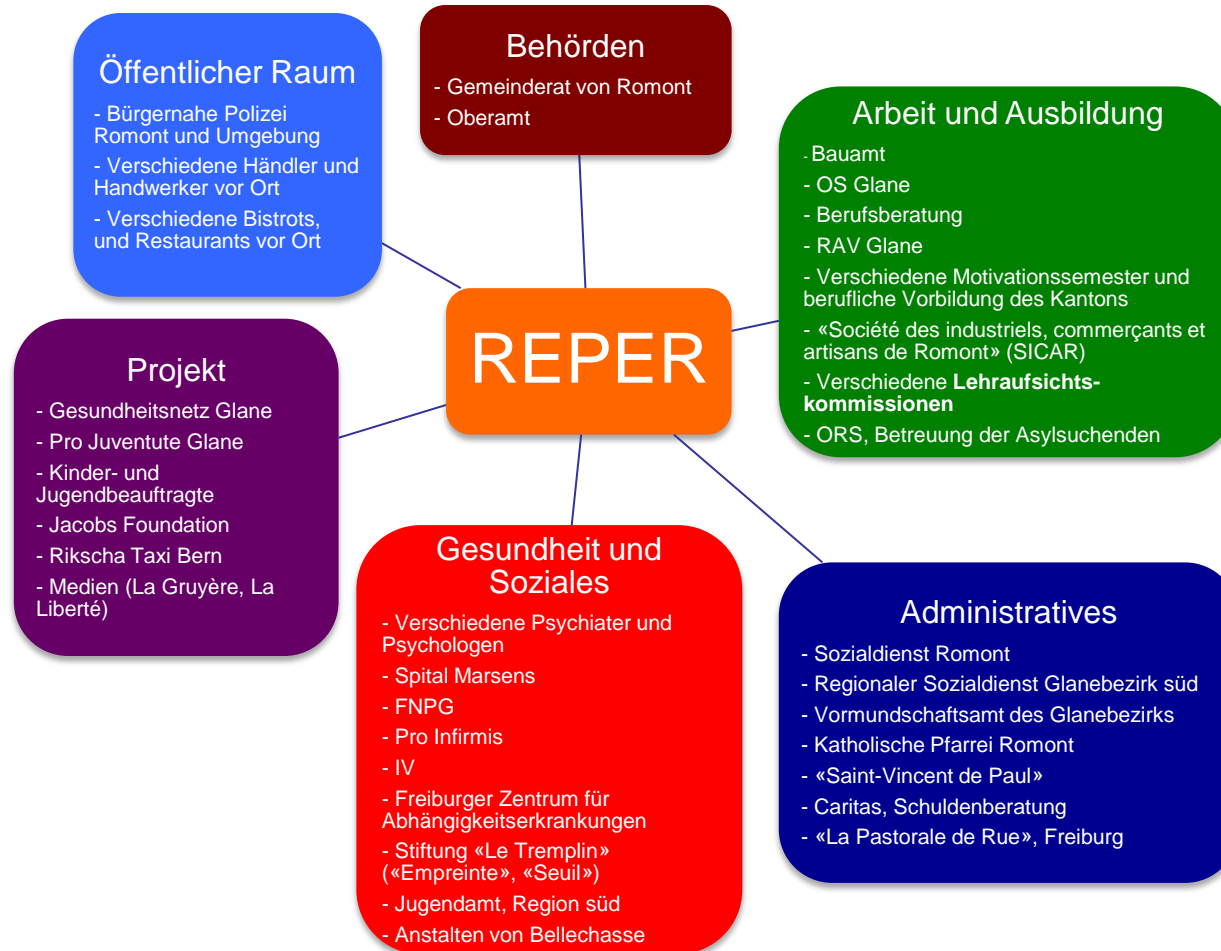 Öffentlicher Raum
- Bürgernahe Polizei
Romont und Umgebung
- Verschiedene Händler und
Handwerker vor Ort
- Verschiedene Bistrots,
und Restaurants vor Ort
Behörden
- Gemeinderat von Romont
- Oberamt
Arbeit und Ausbildung
- Bauamt
- OS Glane
- Berufsberatung
- RAV Glane
- Verschiedene Motivationssemester und
berufliche Vorbildung des Kantons
- «Société des industriels, commerçants et
artisans de Romont» (SICAR)
- Verschiedene Lehraufsichts-
kommissionen
- ORS, Betreuung der Asylsuchenden
REPER
Projekt
- Gesundheitsnetz Glane
- Pro Juventute Glane
- Kinder- und
Jugendbeauftragte
- Jacobs Foundation
- Rikscha Taxi Bern
- Medien (La Gruyère, La
Liberté)
Gesundheit und
Soziales
- Verschiedene Psychiater und
Psychologen
- Spital Marsens
- FNPG
- Pro Infirmis
- IV
- Freiburger Zentrum für
Abhängigkeitserkrankungen
- Stiftung «Le Tremplin»
(«Empreinte», «Seuil»)
- Jugendamt, Region süd
- Anstalten von Bellechasse
Administratives
- Sozialdienst Romont
- Regionaler Sozialdienst Glanebezirk süd
- Vormundschaftsamt des Glanebezirks
- Katholische Pfarrei Romont
- «Saint-Vincent de Paul»
- Caritas, Schuldenberatung
- «La Pastorale de Rue», Freiburg